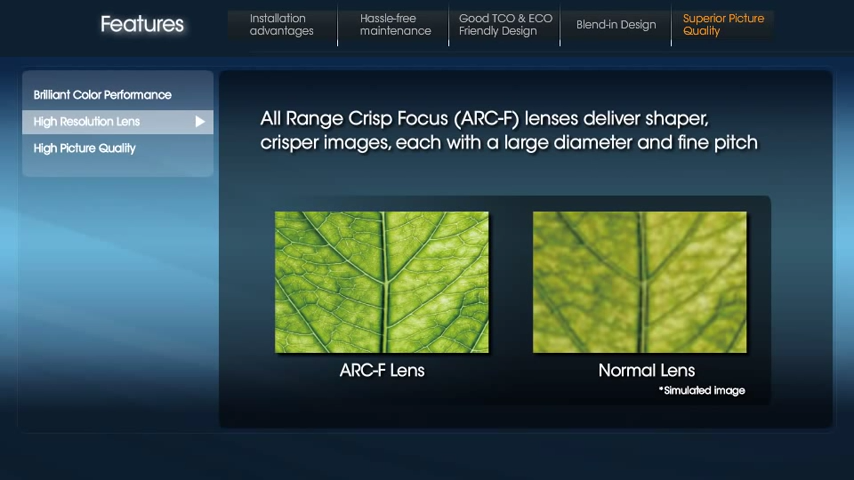 Features
Installation
advantages
Hassle-free
maintenance
Good TCO & ECO
Friendly Design
Blend-in Design
Superior Picture
Quality
Brilliant Color Performance
High Resolution Lens
High Picture Quality
All Range Crisp Focus (ARC-F) lenses deliver shaper,
crisper images, each with a large diameter and fine pitch
ARC-F Lens
Normal Lens
*Simulated image